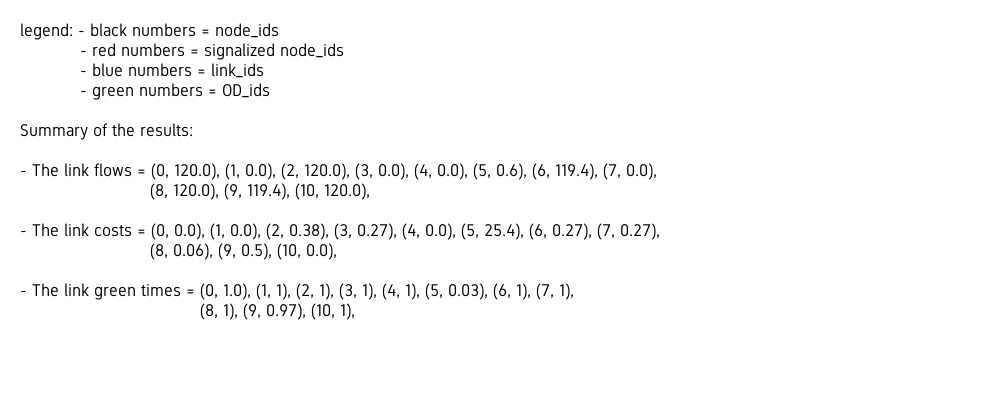 legend: - black numbers = node_ids
- red numbers = signalized node_ids
- blue numbers = link_ids
- green numbers = OD_ids
Summary of the results:
- The link flows = (0, 120.0), (1, 0.0), (2, 120.0), (3, 0.0), (4, 0.0), (5, 0.6), (6, 119.4), (7, 0.0),
(8, 120.0), (9, 119.4), (10, 120.0),
- The link costs = (0, 0.0), (1, 0.0), (2, 0.38), (3, 0.27), (4, 0.0), (5, 25.4), (6, 0.27), (7, 0.27),
(8, 0.06), (9, 0.5), (10, 0.0),
- The link green times = (0, 1.0), (1, 1), (2, 1), (3, 1), (4, 1), (5, 0.03), (6, 1), (7, 1),
(8, 1), (9, 0.97), (10, 1),